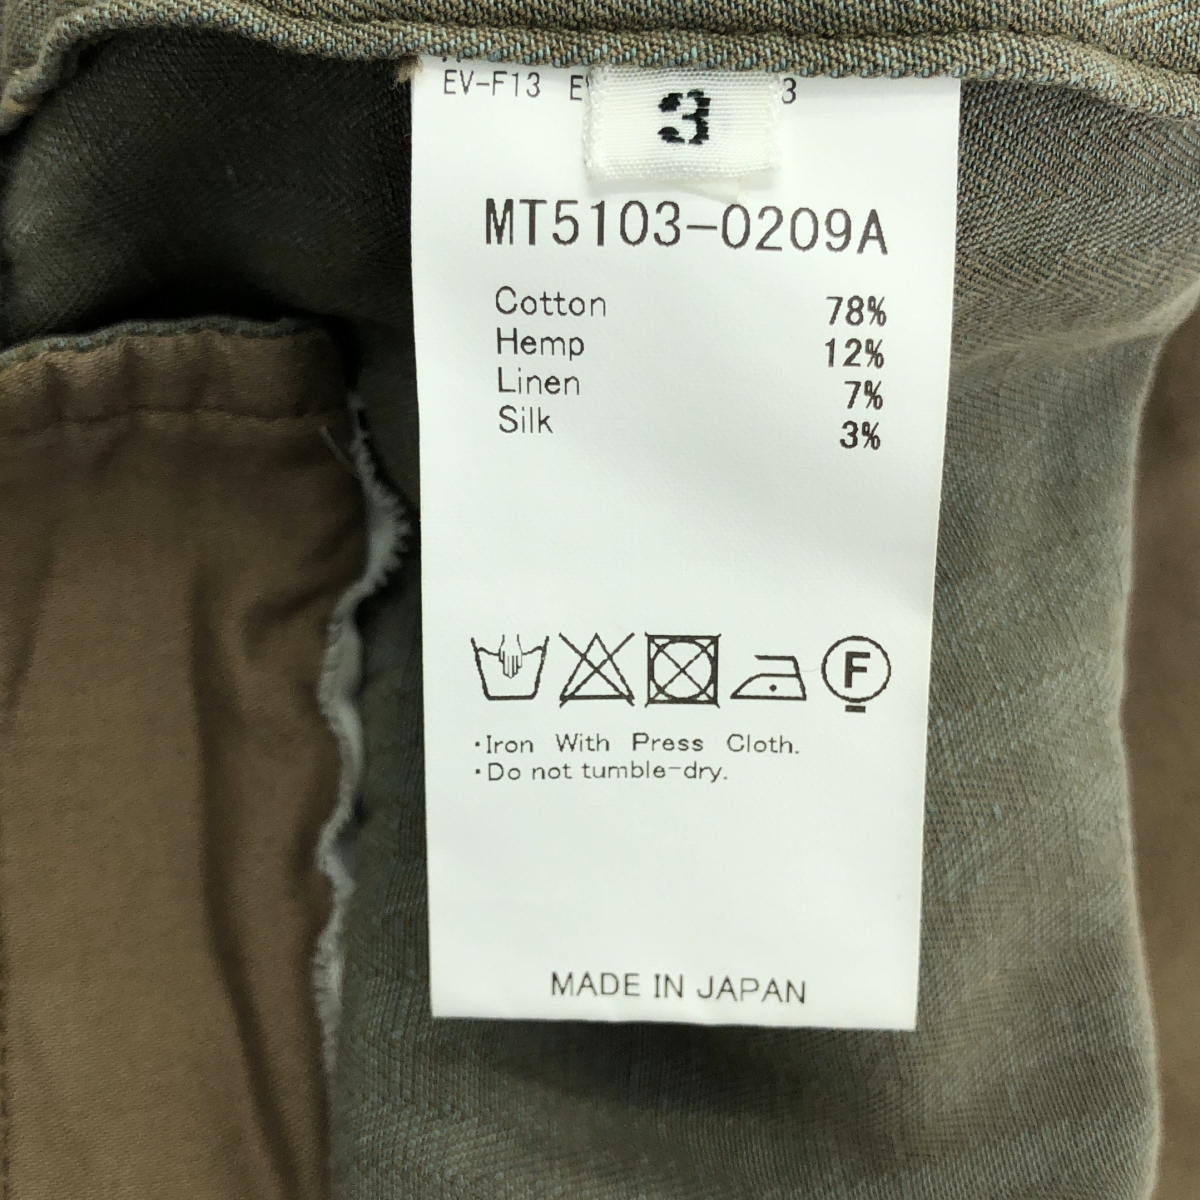 EV-F13
3
3
MT5103-0209A
Cotton 78%
Hemp 12%
Linen 7%
Silk 3%
F
・Iron With Press Cloth.
・Do not tumble-dry.
MADE IN JAPAN